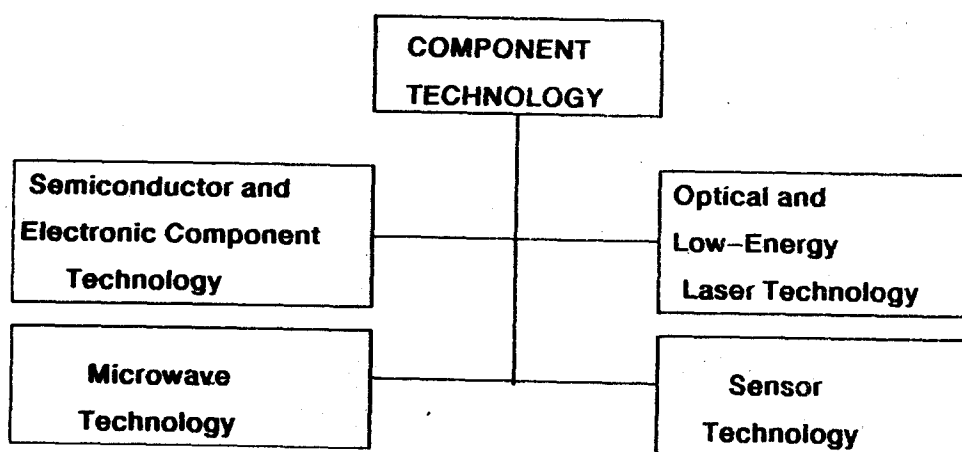 COMPONENT
TECHNOLOGY
Semiconductor and
Electronic Component
Technology
Optical and
Low-Energy
Laser Technology
Microwave
Technology
Sensor
Technology